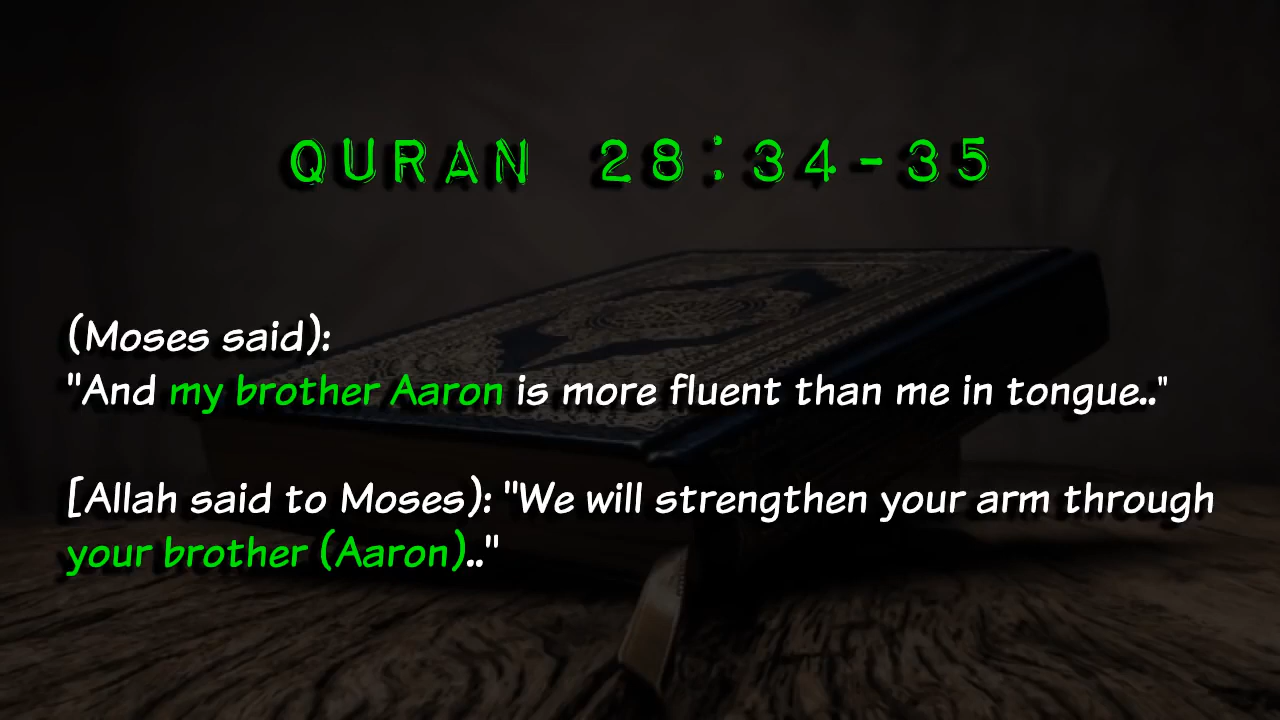 QURAN 28:34-35
(Moses said):
"And my brother Aaron is more fluent than me in tongue.."
[Allah said to Moses): "We will strengthen your arm through
your brother (Aaron).."